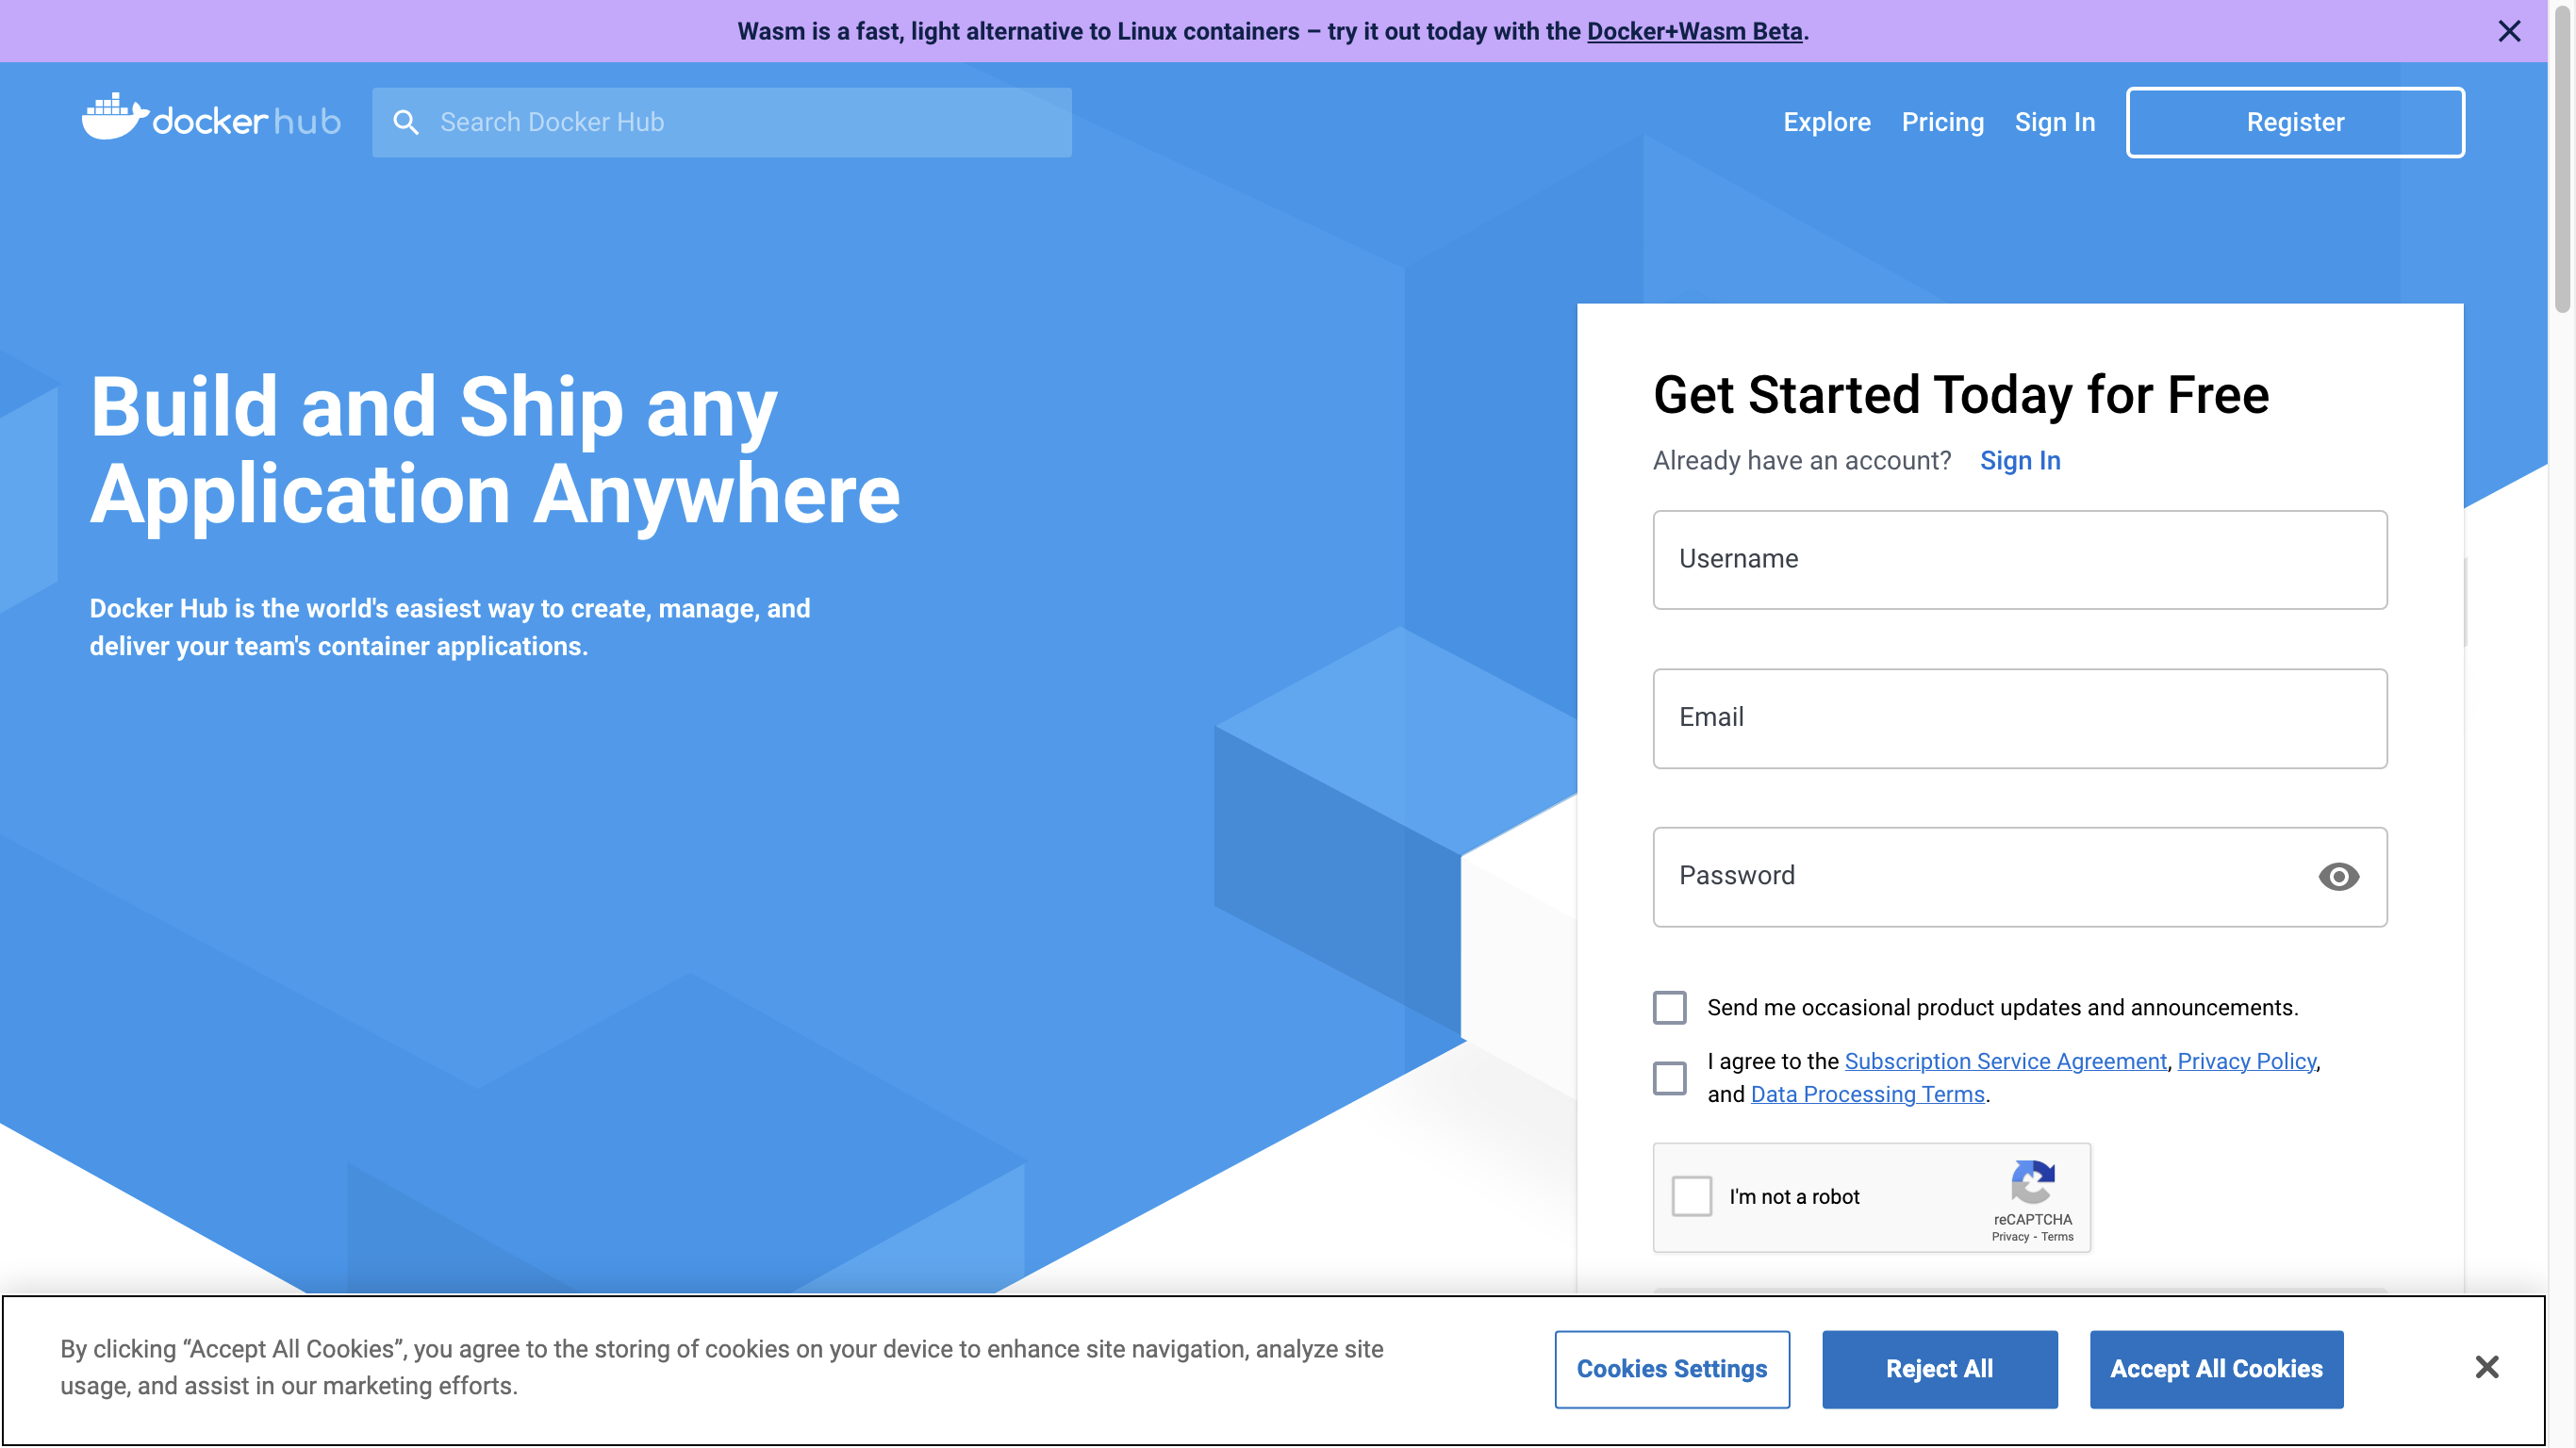 Wasm is a fast, light alternative to Linux containers – try it out today with the Docker+Wasm Beta.
docker hub
Search Docker Hub
Explore
Pricing
Sign In
Register
Build and Ship any
Application Anywhere
Docker Hub is the world's easiest way to create, manage, and
deliver your team's container applications.
Get Started Today for Free
Already have an account? Sign In
Username
Email
Password
Send me occasional product updates and announcements.
I agree to the Subscription Service Agreement, Privacy Policy,
and Data Processing Terms.
I'm not a robot
reCAPTCHA
Privacy - Terms
By clicking “Accept All Cookies”, you agree to the storing of cookies on your device to enhance site navigation, analyze site
usage, and assist in our marketing efforts.
Cookies Settings
Reject All
Accept All Cookies